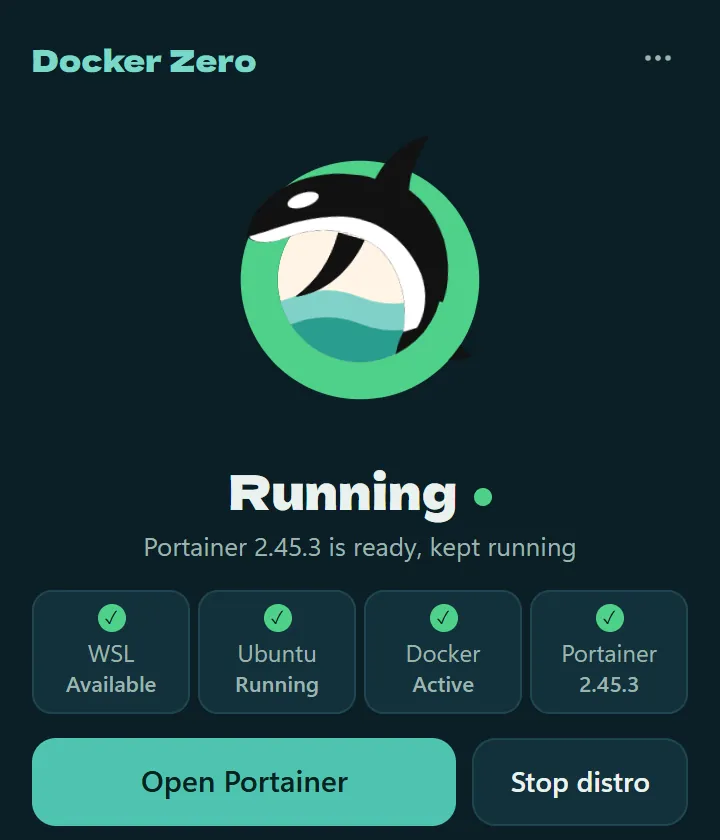 Docker Zero
Running
Portainer 2.45.3 is ready, kept running
WSL
Available
Ubuntu
Running
Docker
Active
Portainer
2.45.3
Open Portainer
Stop distro